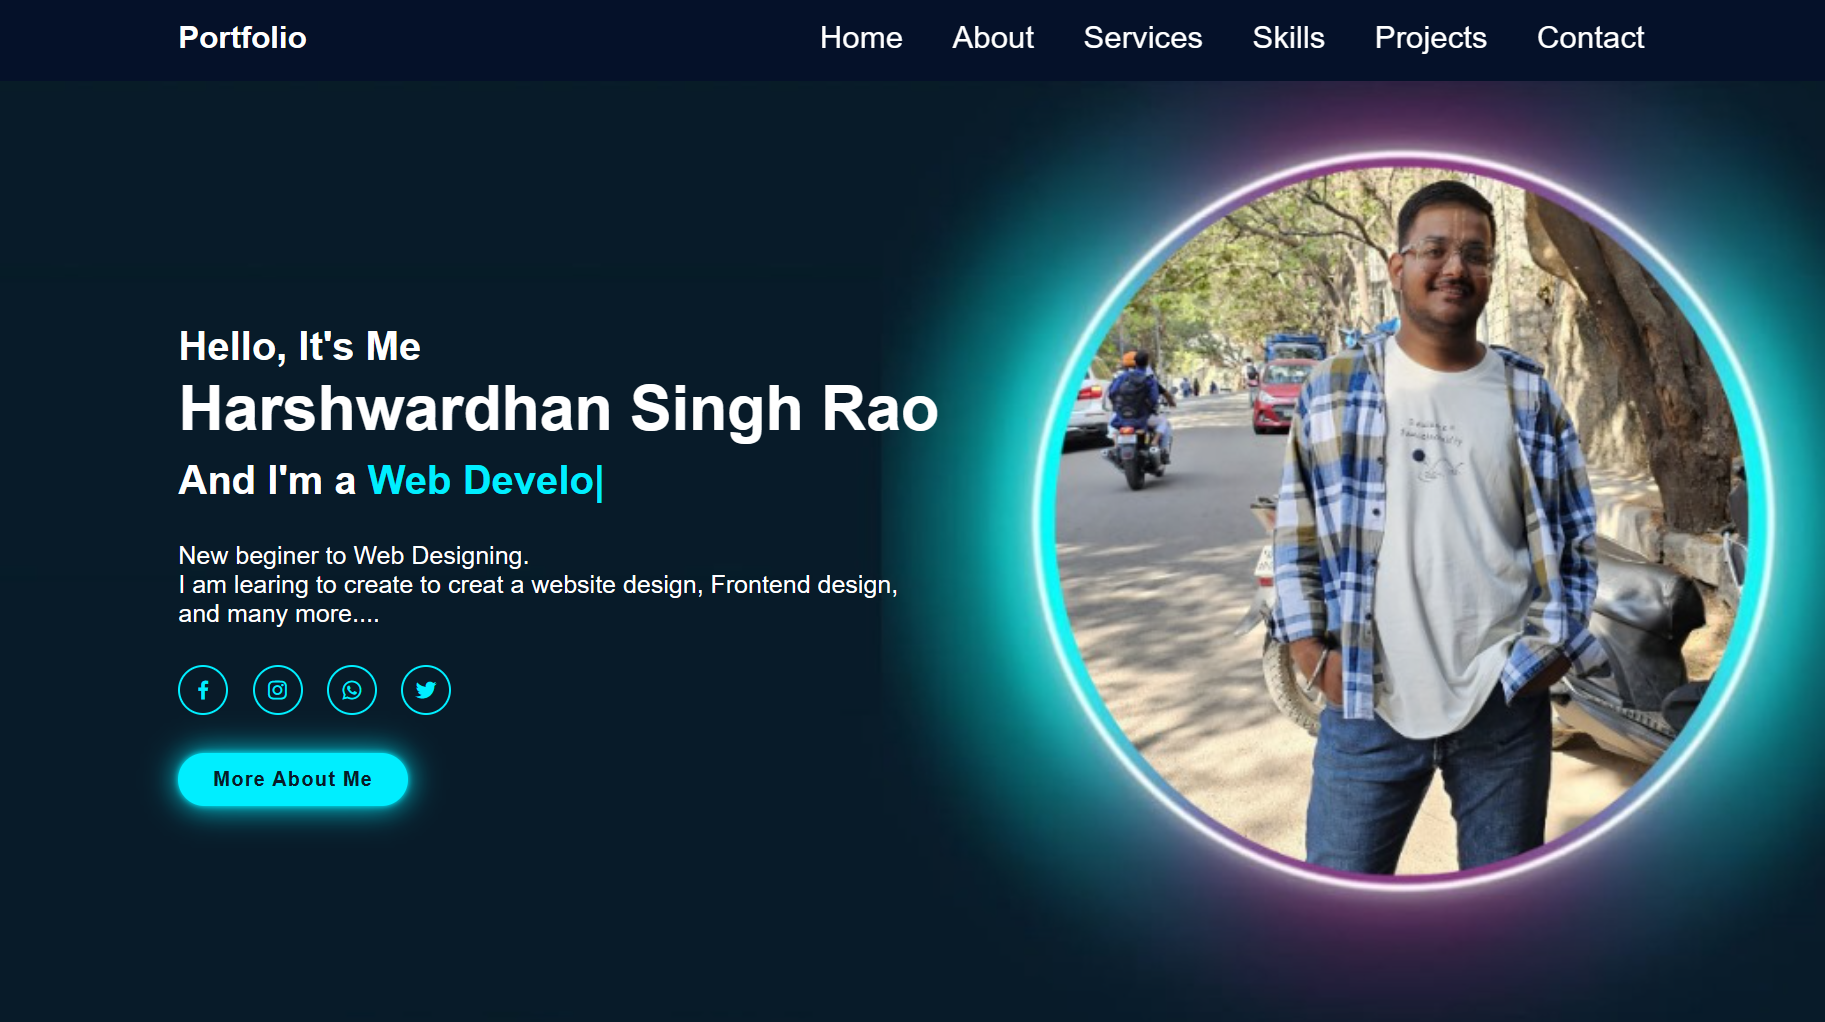 Portfolio
Home About Services Skills Projects Contact
Hello, It's Me
Harshwardhan Singh Rao
And I'm a Web Develo|
New beginer to Web Designing.
I am learing to create to creat a website design, Frontend design,
and many more....
More About Me